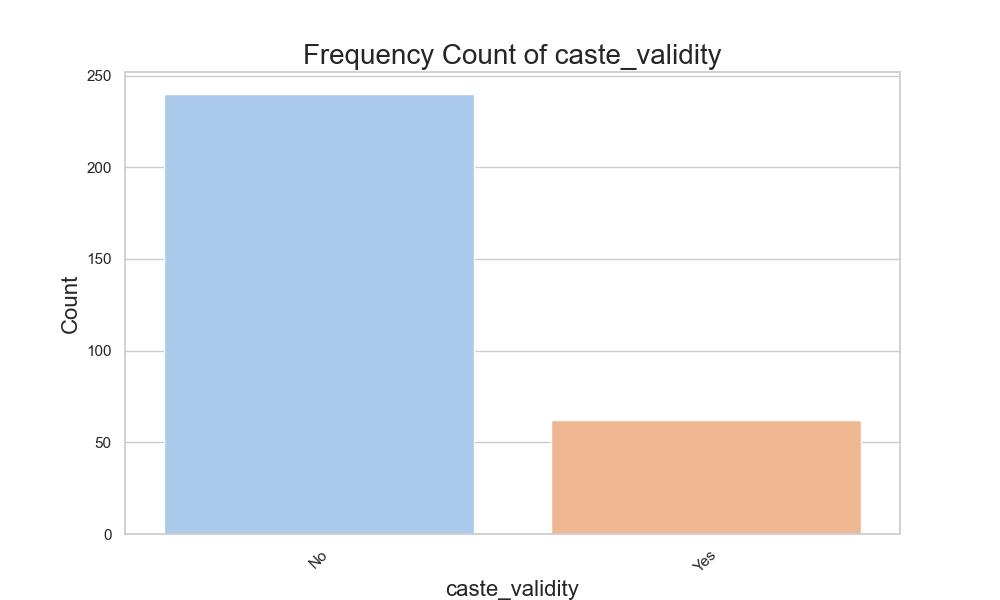 Frequency Count of caste_validity
250
200
150
100
50
0
Count
No
Yes
caste_validity